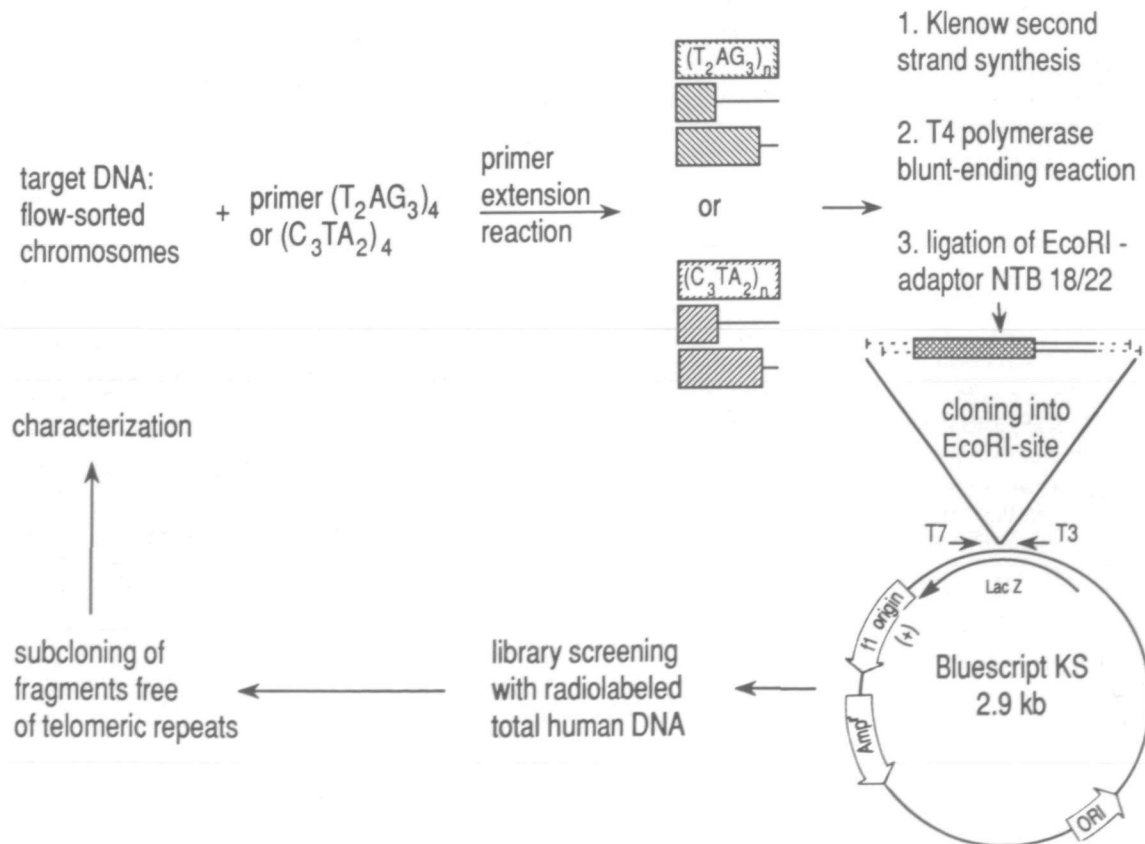 target DNA:
flow-sorted
chromosomes
+
primer (T₂AG₃)₄
or (C₃TA₂)₄
primer
extension
reaction
(T₂AG₃)ₙ
or
(C₃TA₂)ₙ
1. Klenow second
strand synthesis
2. T4 polymerase
blunt-ending reaction
3. ligation of EcoRI -
adaptor NTB 18/22
cloning into
EcoRI-site
T7
T3
Lac Z
f1 origin
(+)
Ampʳ
ORI
Bluescript KS
2.9 kb
library screening
with radiolabeled
total human DNA
subcloning of
fragments free
of telomeric repeats
characterization